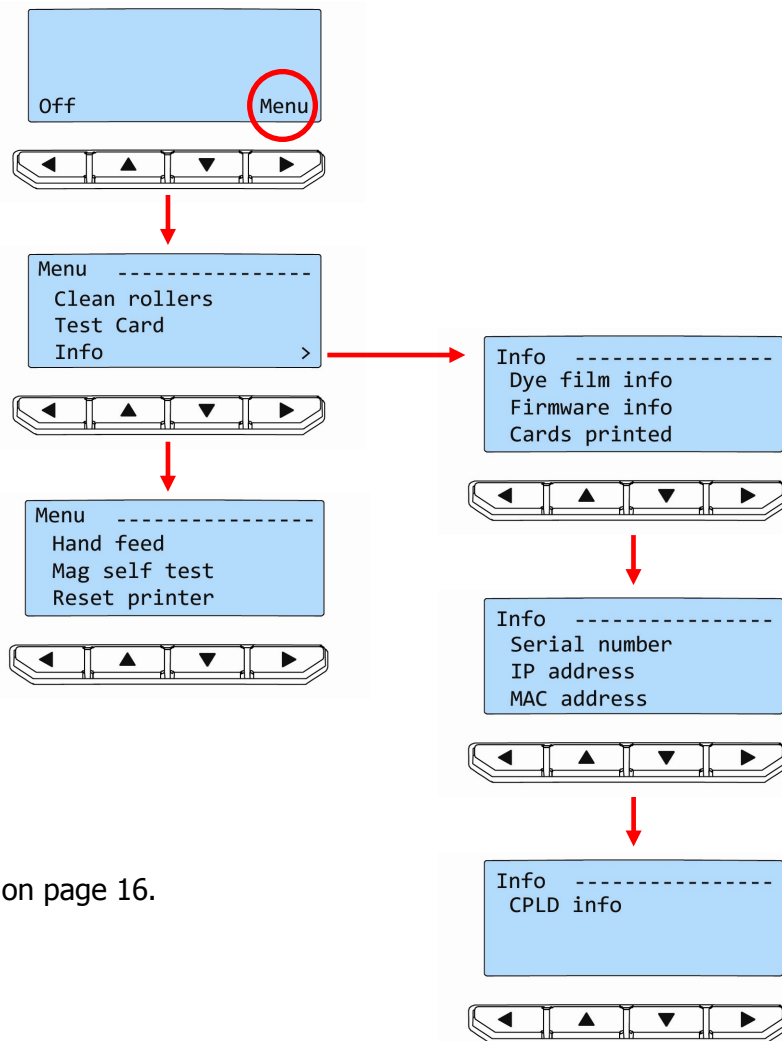 Off Menu
Menu ----------------
Clean rollers
Test Card
Info >
Menu ----------------
Hand feed
Mag self test
Reset printer
Info ----------------
Dye film info
Firmware info
Cards printed
Info ----------------
Serial number
IP address
MAC address
Info ----------------
CPLD info
on page 16.